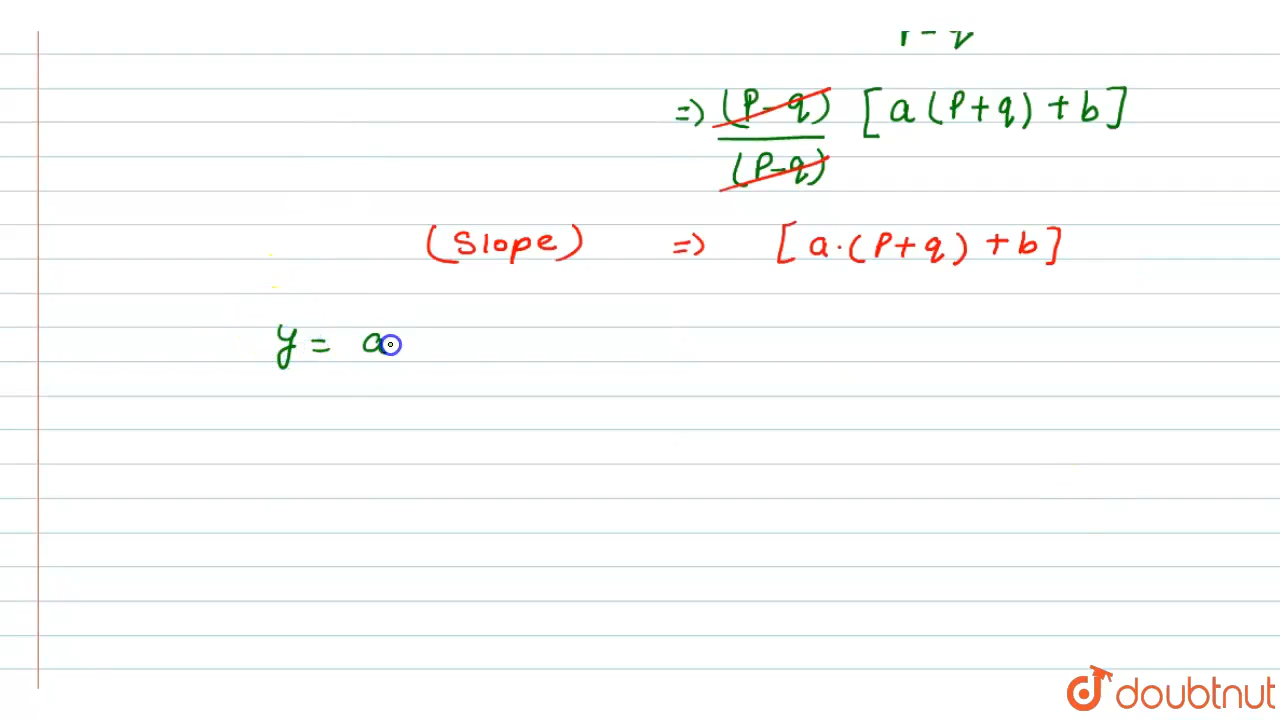 P - q
=> (P-q) [a(P+q)+b]
(P-q)
(Slope) => [a.(P+q)+b]
y = a
doubtnut